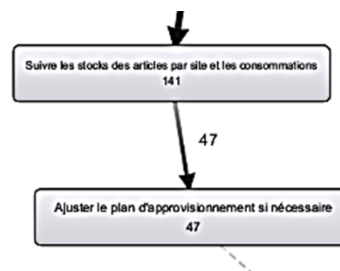 Suivre les stocks des articles par site et les consommations
141
47
Ajuster le plan d'approvisionnement si nécessaire
47